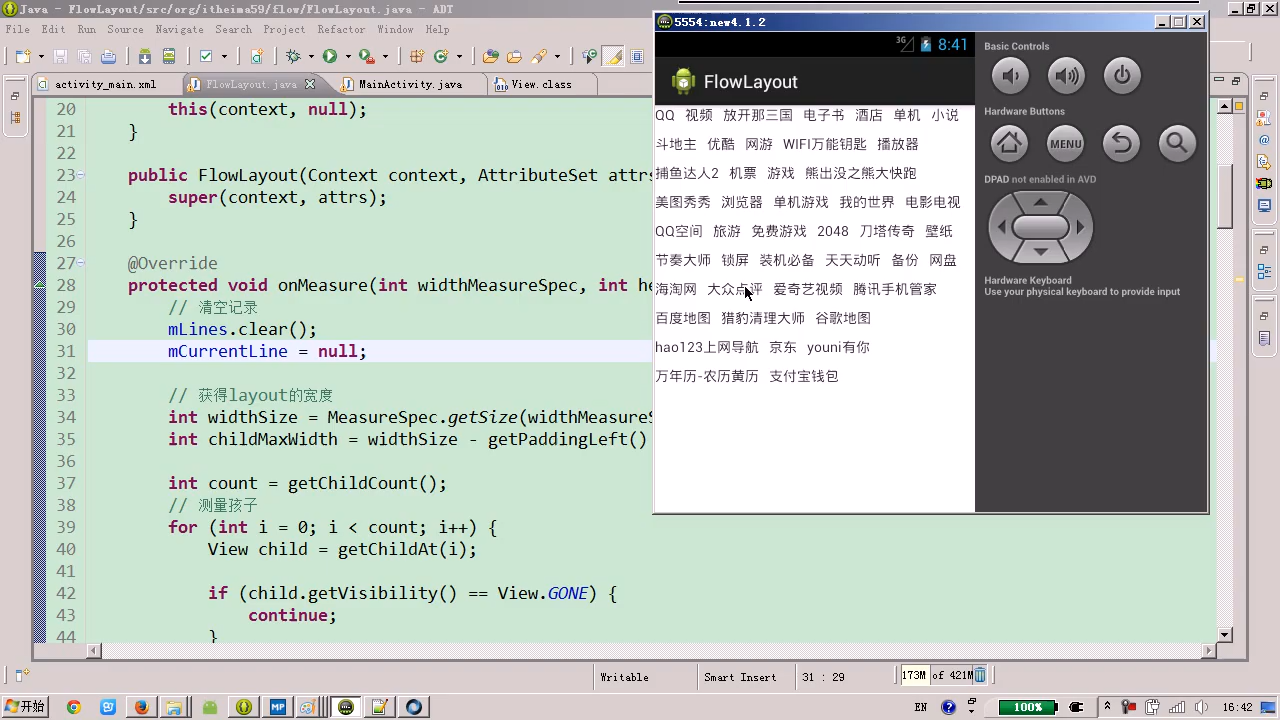 Java - FlowLayout/src/org/itheima59/flow/FlowLayout.java - ABT
File Edit Source Refactor Navigate Search Project Run Window Help
activity_main.xml
FlowLayout.java
MainActivity.java
View.class
20 this(context, null);
21 }
22
23 public FlowLayout(Context context, AttributeSet attrs
24 super(context, attrs);
25 }
26
27 @Override
28 protected void onMeasure(int widthMeasureSpec, int he
29 // 清空记录
30 mLines.clear();
31 mCurrentLine = null;
32
33 // 获得layout的宽度
34 int widthSize = MeasureSpec.getSize(widthMeasureS
35 int childMaxWidth = widthSize - getPaddingLeft()
36
37 int count = getChildCount();
38 // 测量孩子
39 for (int i = 0; i < count; i++) {
40 View child = getChildAt(i);
41
42 if (child.getVisibility() == View.GONE) {
43 continue;
44 }
Writable
Smart Insert
31 : 29
173M of 421M
5554:new4.1.2
3G 8:41
FlowLayout
QQ 视频 放开那三国 电子书 酒店 单机 小说
斗地主 优酷 网游 WIFI万能钥匙 播放器
捕鱼达人2 机票 游戏 熊出没之熊大快跑
美图秀秀 浏览器 单机游戏 我的世界 电影电视
QQ空间 旅游 免费游戏 2048 刀塔传奇 壁纸
节奏大师 锁屏 装机必备 天天动听 备份 网盘
海淘网 大众点评 爱奇艺视频 腾讯手机管家
百度地图 猎豹清理大师 谷歌地图
hao123上网导航 京东 youni有你
万年历-农历黄历 支付宝钱包
Basic Controls
Hardware Buttons
MENU
DPAD not enabled in AVD
Hardware Keyboard
Use your physical keyboard to provide input
开始
MP
EN
100%
16:42